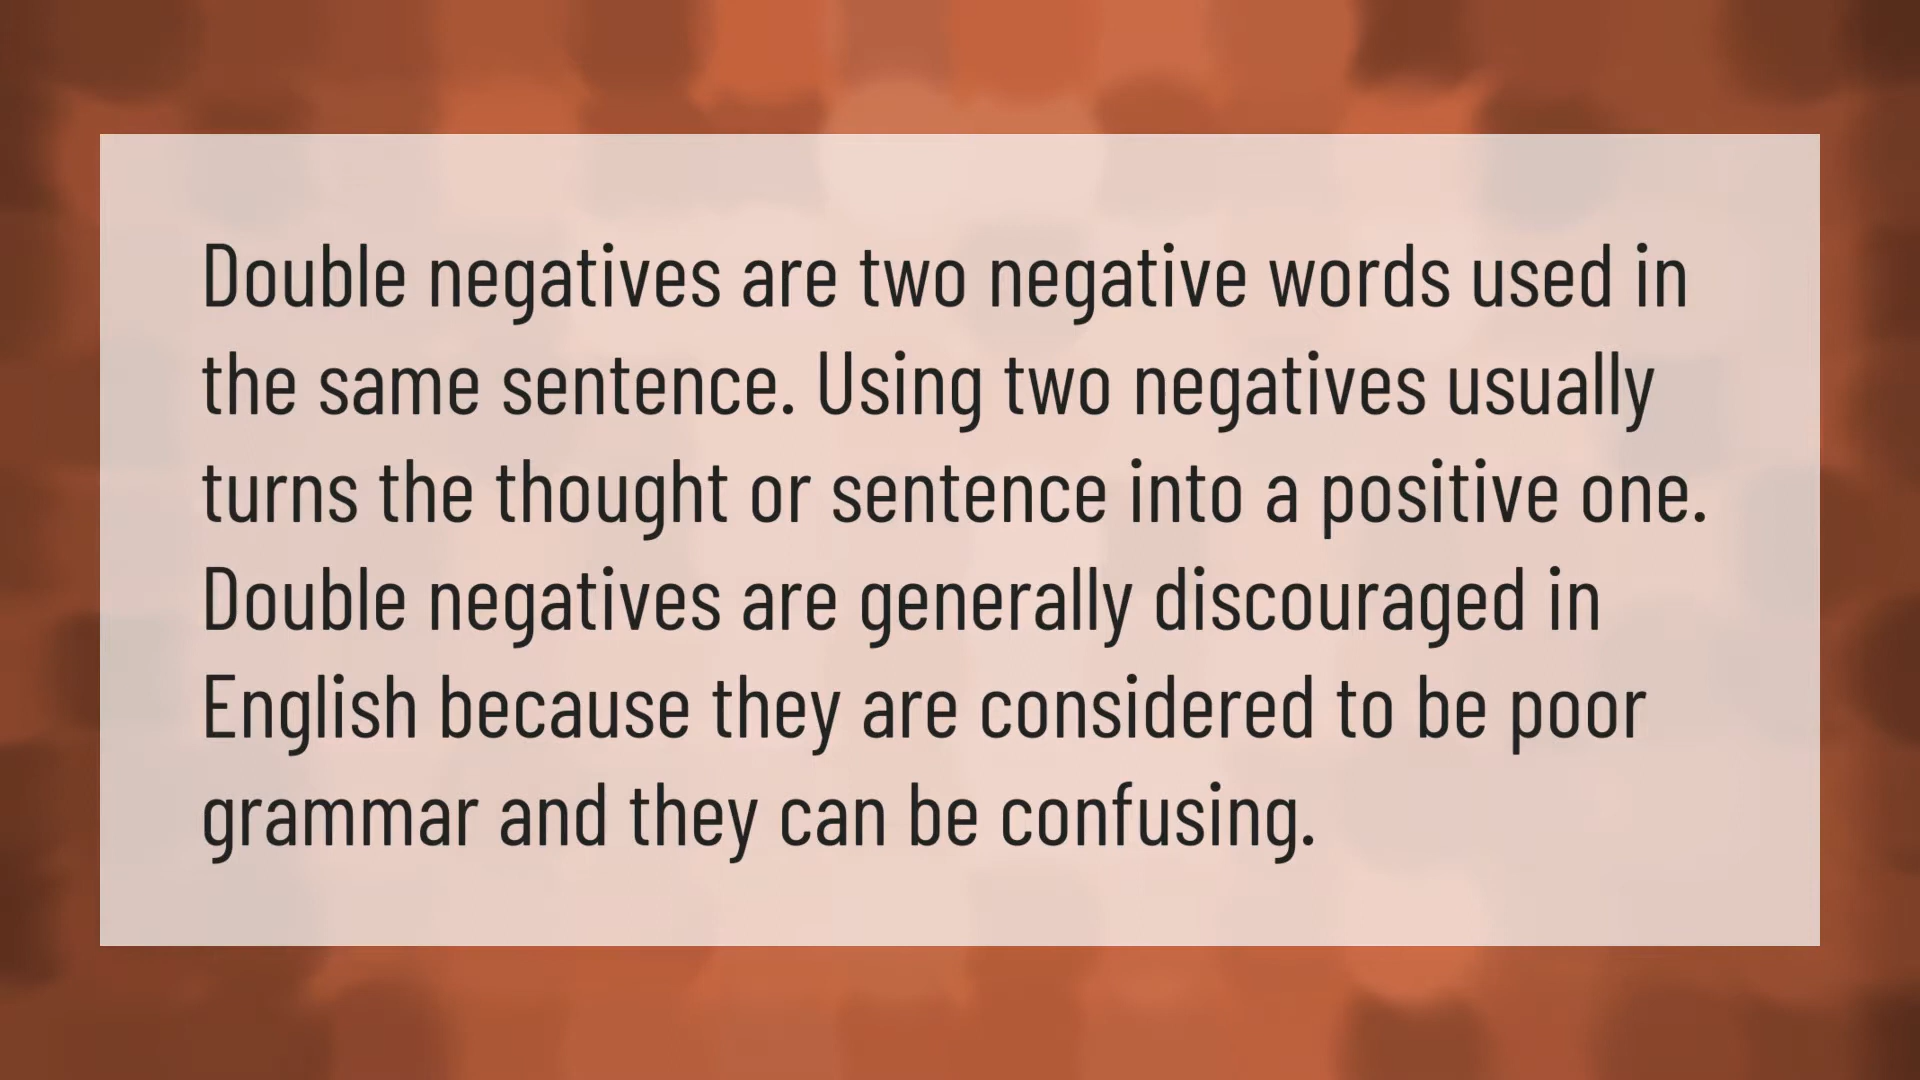 Double negatives are two negative words used in
the same sentence. Using two negatives usually
turns the thought or sentence into a positive one.
Double negatives are generally discouraged in
English because they are considered to be poor
grammar and they can be confusing.